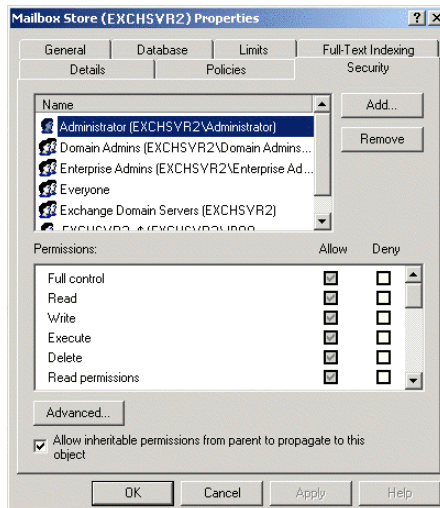 Mailbox Store (EXCHSVR2) Properties
General Database Limits Full-Text Indexing
Details Policies Security
Name
Add...
Administrator (EXCHSVR2\Administrator)
Domain Admins (EXCHSVR2\Domain Admins...
Remove
Enterprise Admins (EXCHSVR2\Enterprise Ad...
Everyone
Exchange Domain Servers (EXCHSVR2)
Permissions: Allow Deny
Full control
Read
Write
Execute
Delete
Read permissions
Advanced...
Allow inheritable permissions from parent to propagate to this
object
OK Cancel Apply Help